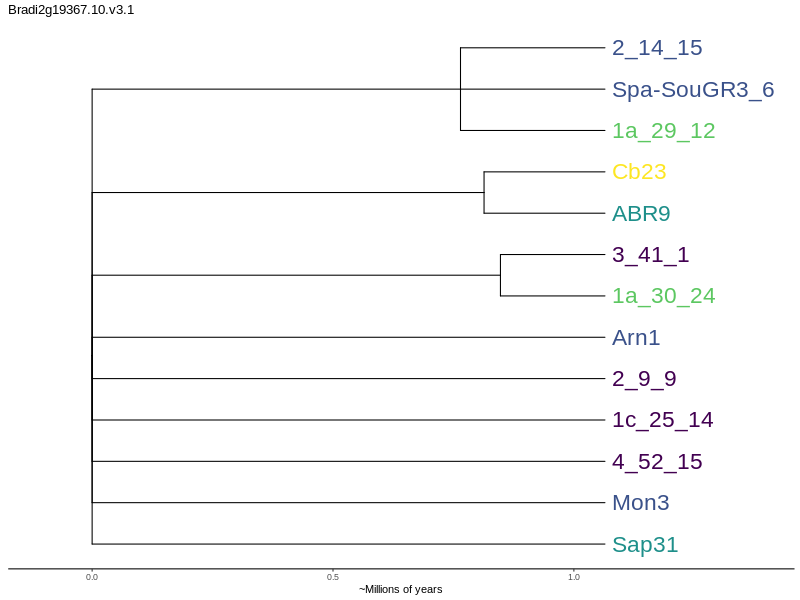 Bradi2g19367.10.v3.1
2_14_15
Spa-SouGR3_6
1a_29_12
Cb23
ABR9
3_41_1
1a_30_24
Arn1
2_9_9
1c_25_14
4_52_15
Mon3
Sap31
0.0 0.5 1.0
~Millions of years